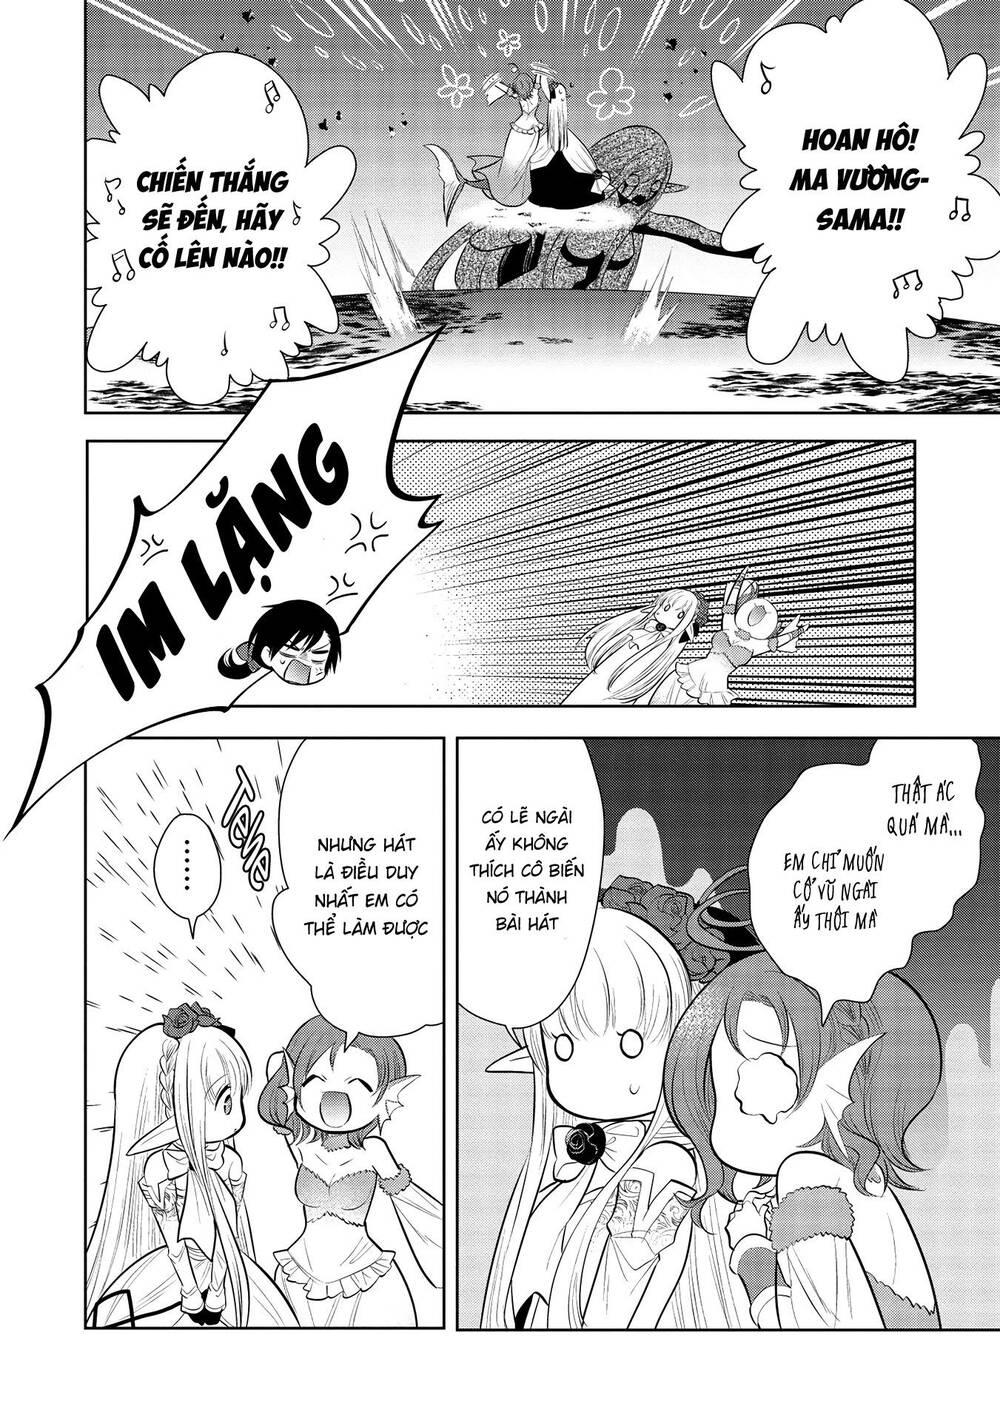 HOAN HÔ!
MA VƯƠNG-
SAMA!!
CHIẾN THẮNG
SẼ ĐẾN, HÃY
CỐ LÊN NÀO!!
IM LẶNG
THẬT ÁC
QUÁ MÀ...
EM CHỈ MUỐN
CỔ VŨ NGÀI
ẤY THÔI MÀ
CÓ LẼ NGÀI
ẤY KHÔNG
THÍCH CÔ BIẾN
NÓ THÀNH
BÀI HÁT
NHƯNG HÁT
LÀ ĐIỀU DUY
NHẤT EM CÓ
THỂ LÀM ĐƯỢC
Tehe
......